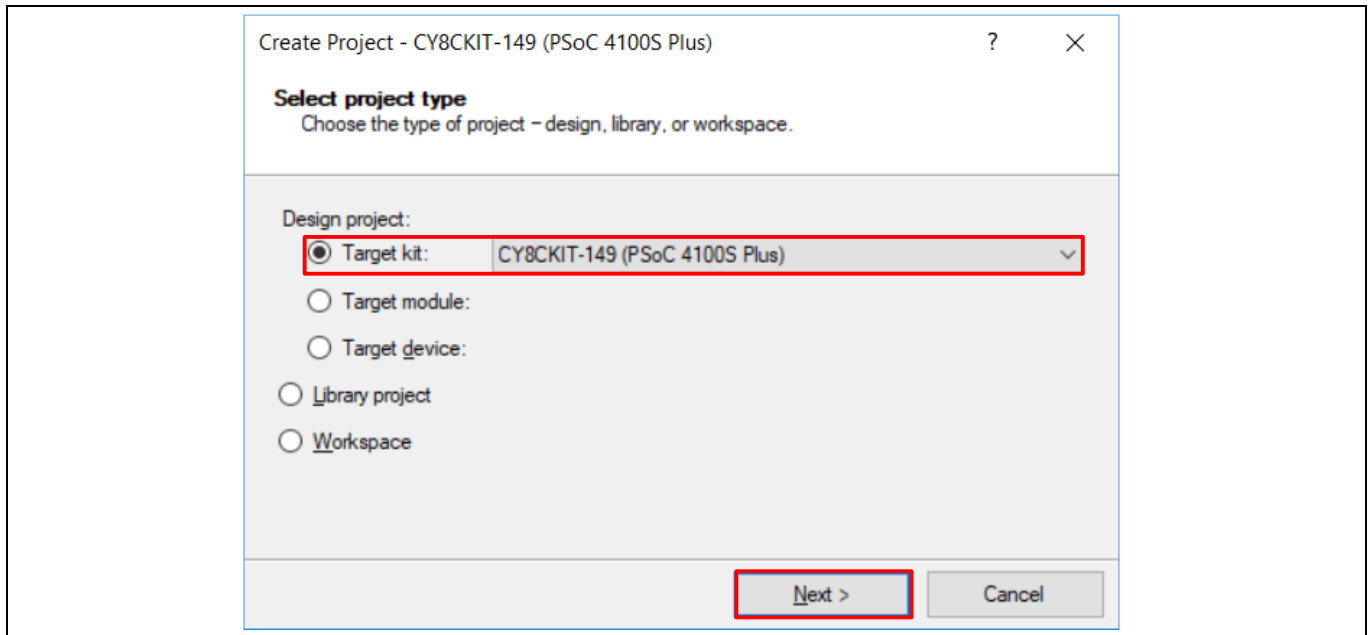 Create Project - CY8CKIT-149 (PSoC 4100S Plus)
Select project type
Choose the type of project – design, library, or workspace.
Design project:
Target kit: CY8CKIT-149 (PSoC 4100S Plus)
Target module:
Target device:
Library project
Workspace
Next > Cancel